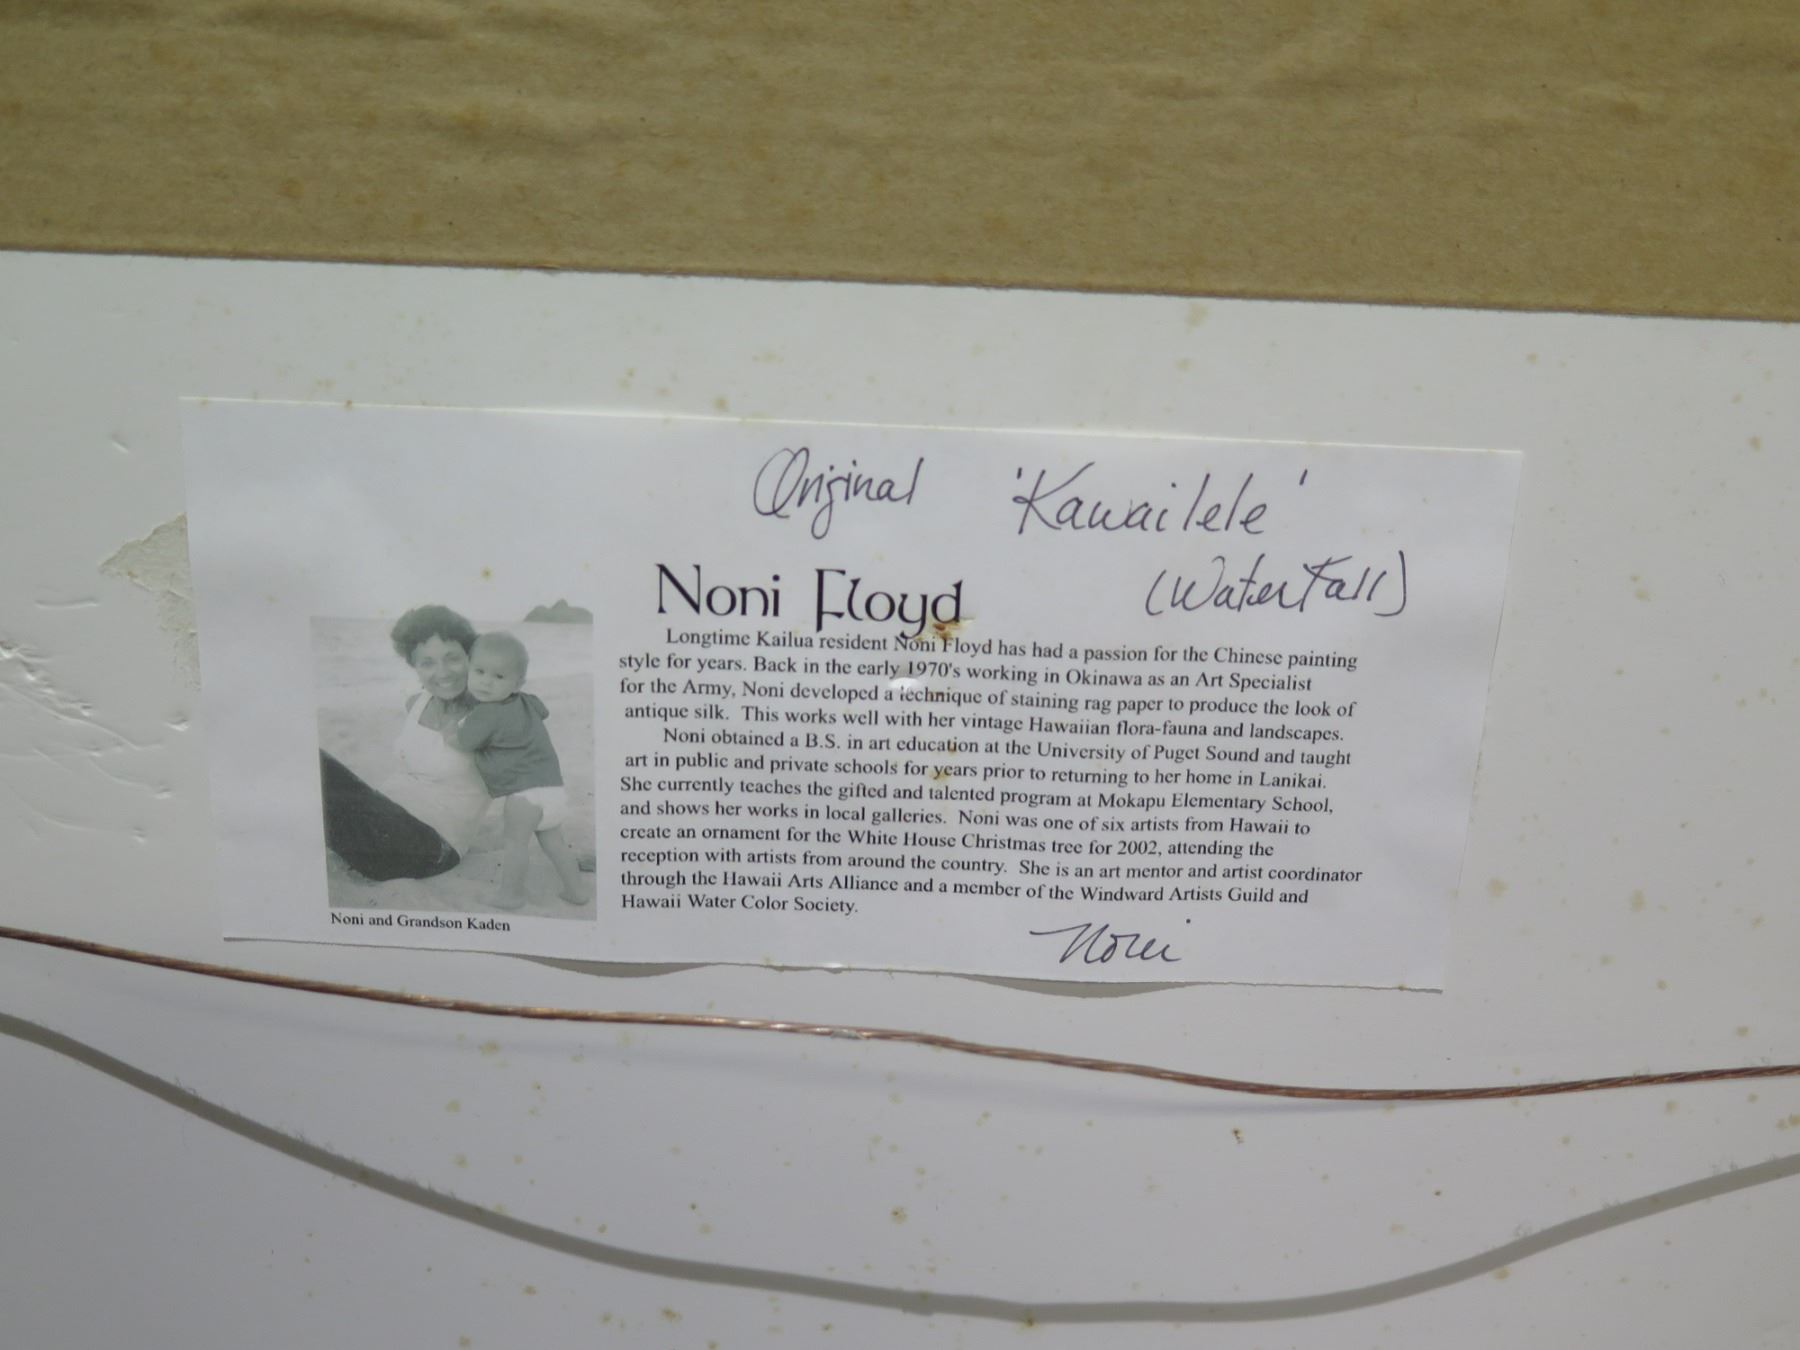 Original 'Kawailele'
(Waterfall)
Noni Floyd
Longtime Kailua resident Noni Floyd has had a passion for the Chinese painting
style for years. Back in the early 1970's working in Okinawa as an Art Specialist
for the Army, Noni developed a technique of staining rag paper to produce the look of
antique silk. This works well with her vintage Hawaiian flora-fauna and landscapes.
Noni obtained a B.S. in art education at the University of Puget Sound and taught
art in public and private schools for years prior to returning to her home in Lanikai.
She currently teaches the gifted and talented program at Mokapu Elementary School,
and shows her works in local galleries. Noni was one of six artists from Hawaii to
create an ornament for the White House Christmas tree for 2002, attending the
reception with artists from around the country. She is an art mentor and artist coordinator
through the Hawaii Arts Alliance and a member of the Windward Artists Guild and
Hawaii Water Color Society.
Noni and Grandson Kaden
Noni